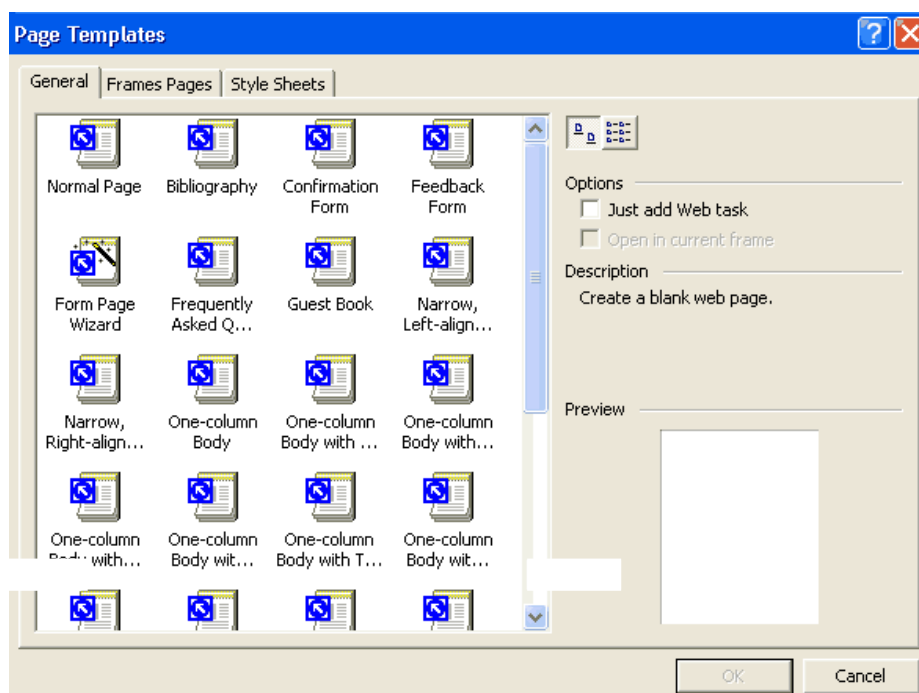 Page Templates
General Frames Pages Style Sheets
Normal Page Bibliography Confirmation Form Feedback Form
Form Page Wizard Frequently Asked Q... Guest Book Narrow, Left-align...
Narrow, Right-align... One-column Body One-column Body with ... One-column Body with...
One-column Body with... One-column Body wit... One-column Body with T... One-column Body wit...
Options
Just add Web task
Open in current frame
Description
Create a blank web page.
Preview
OK Cancel